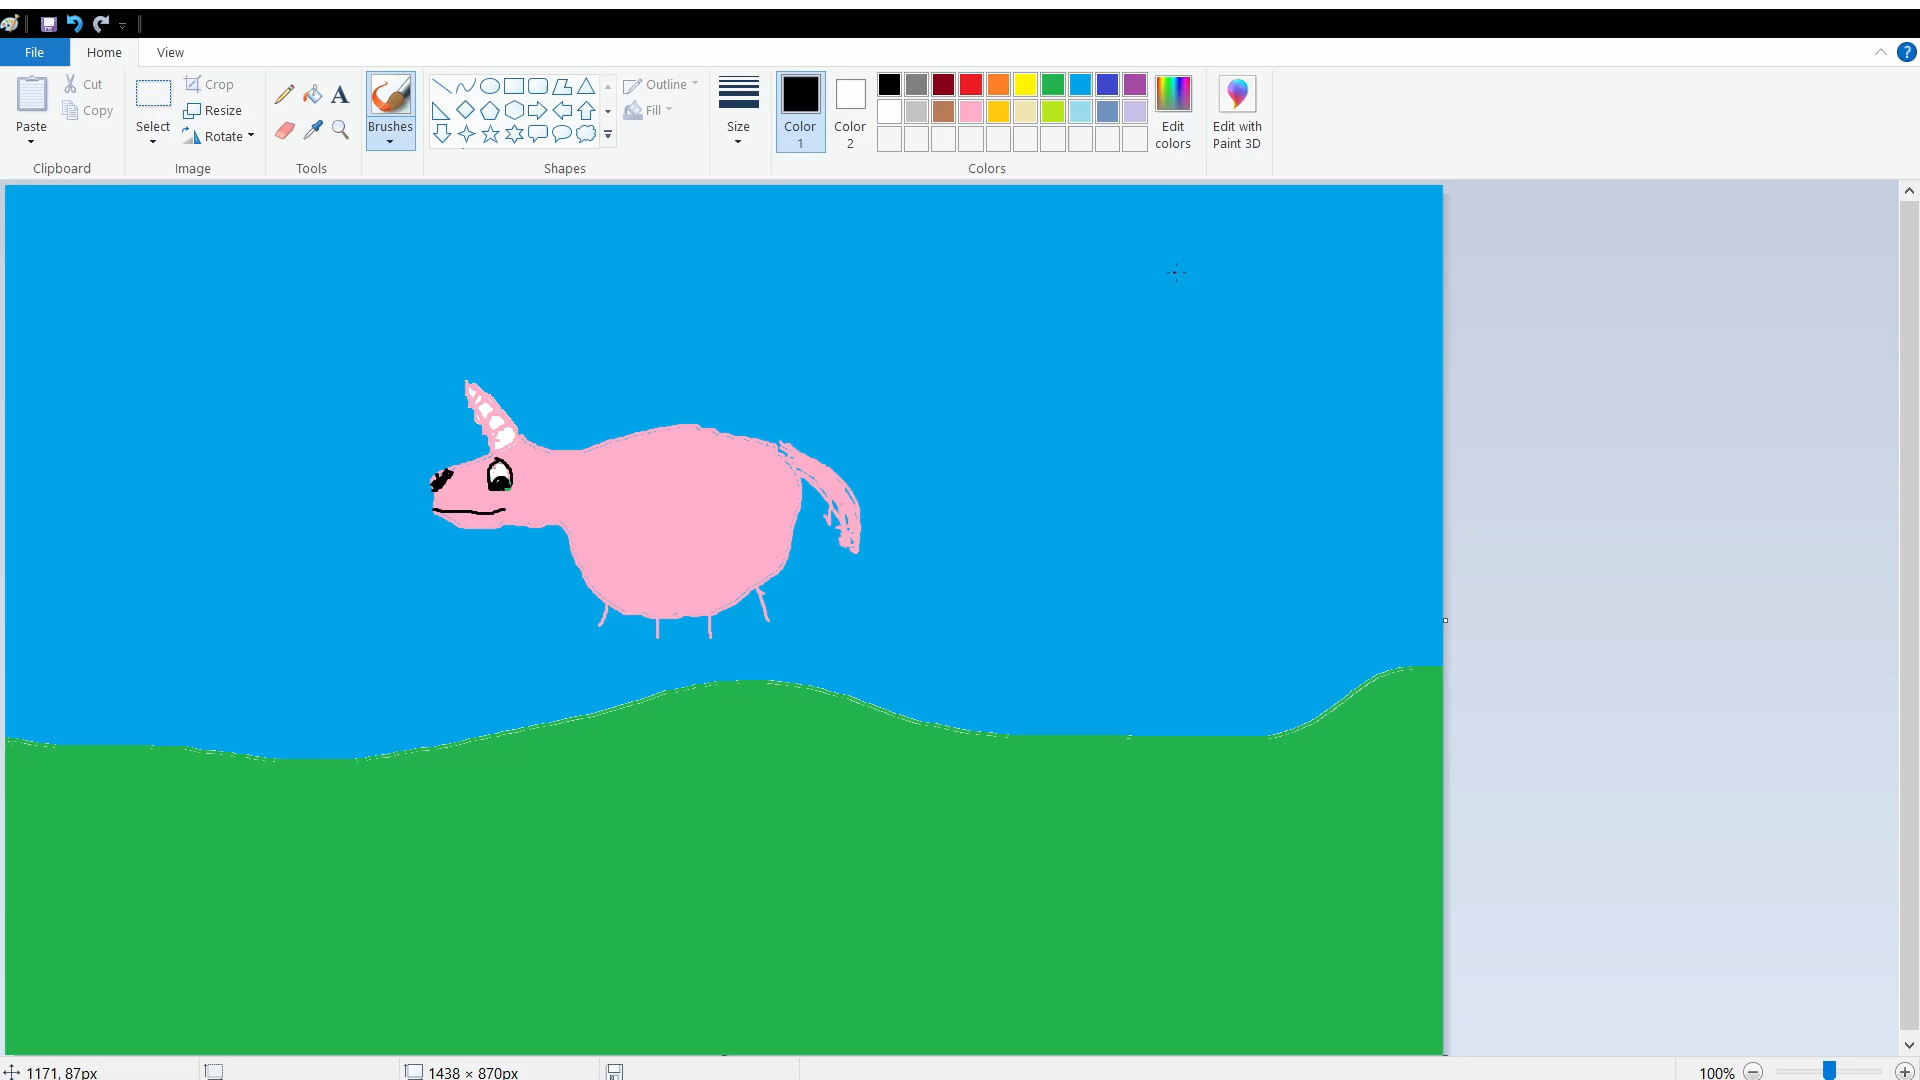 File Home View
Paste
Cut
Copy
Clipboard
Select
Crop
Resize
Rotate
Image
A
Tools
Brushes
Shapes
Outline
Fill
Size
Color
1
Color
2
Edit
colors
Colors
Edit with
Paint 3D
?
1171, 87px
1438 × 870px
100%